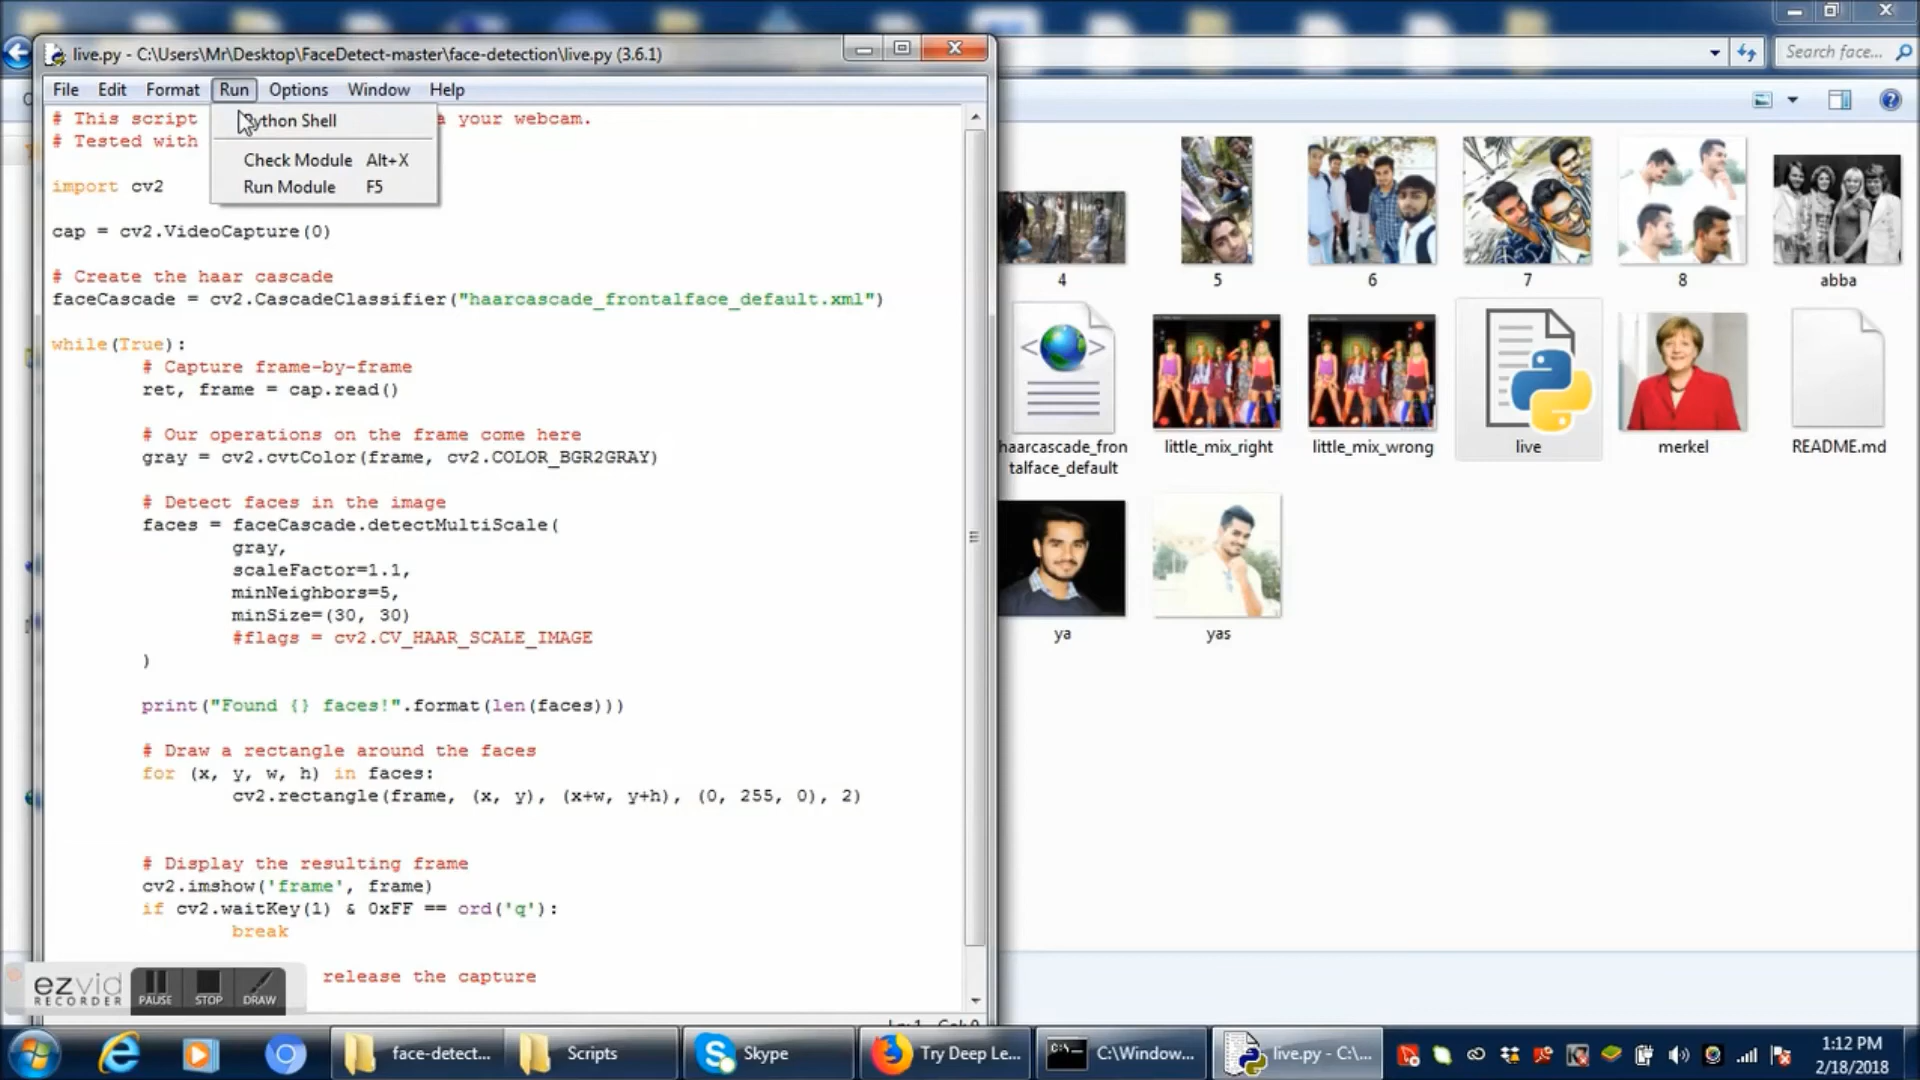 live.py - C:\Users\Mr\Desktop\FaceDetect-master\face-detection\live.py (3.6.1)
Search face...
File Edit Format Run Options Window Help
Python Shell
Check Module Alt+X
Run Module F5
# This script a your webcam.
# Tested with
import cv2
cap = cv2.VideoCapture(0)
# Create the haar cascade
faceCascade = cv2.CascadeClassifier("haarcascade_frontalface_default.xml")
while(True):
# Capture frame-by-frame
ret, frame = cap.read()
# Our operations on the frame come here
gray = cv2.cvtColor(frame, cv2.COLOR_BGR2GRAY)
# Detect faces in the image
faces = faceCascade.detectMultiScale(
gray,
scaleFactor=1.1,
minNeighbors=5,
minSize=(30, 30)
#flags = cv2.CV_HAAR_SCALE_IMAGE
)
print("Found {} faces!".format(len(faces)))
# Draw a rectangle around the faces
for (x, y, w, h) in faces:
cv2.rectangle(frame, (x, y), (x+w, y+h), (0, 255, 0), 2)
# Display the resulting frame
cv2.imshow('frame', frame)
if cv2.waitKey(1) & 0xFF == ord('q'):
break
release the capture
4 5 6 7 8 abba
haarcascade_fron
talface_default
little_mix_right
little_mix_wrong
live
merkel
README.md
ya
yas
ezvid
RECORDER
PAUSE STOP DRAW
face-detect...
Scripts
Skype
Try Deep Le...
C:\Window...
live.py - C:\...
1:12 PM
2/18/2018